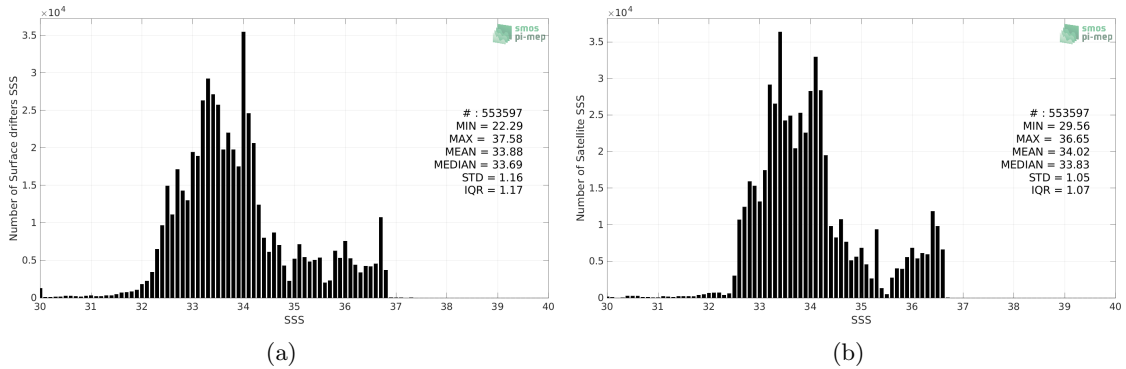 ×10⁴
3.5
3
2.5
2
1.5
1
0.5
0
Number of Surface drifters SSS
30 31 32 33 34 35 36 37 38 39 40
SSS
smos
pi-mep
# : 553597
MIN = 22.29
MAX = 37.58
MEAN = 33.88
MEDIAN = 33.69
STD = 1.16
IQR = 1.17
(a)
×10⁴
3.5
3
2.5
2
1.5
1
0.5
0
Number of Satellite SSS
30 31 32 33 34 35 36 37 38 39 40
SSS
smos
pi-mep
# : 553597
MIN = 29.56
MAX = 36.65
MEAN = 34.02
MEDIAN = 33.83
STD = 1.05
IQR = 1.07
(b)